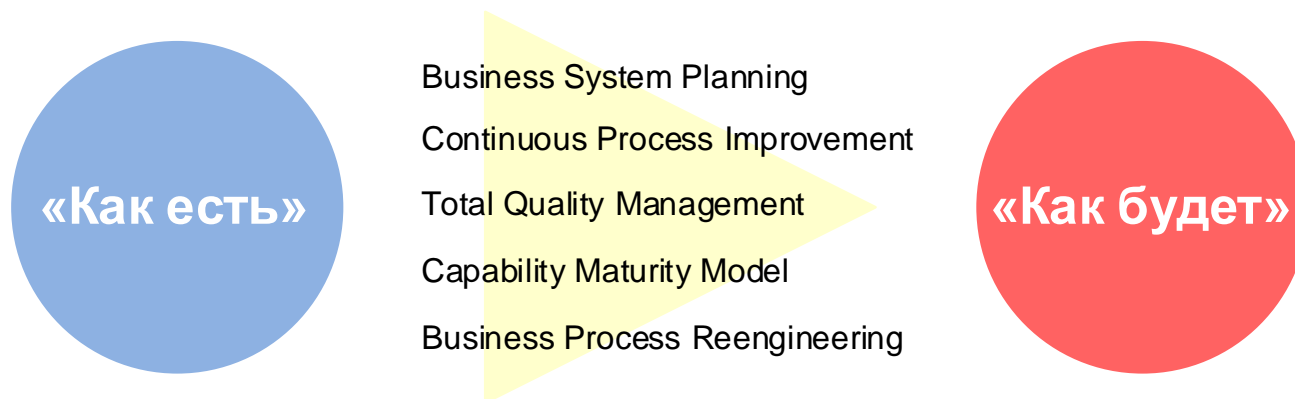 «Как есть»
Business System Planning
Continuous Process Improvement
Total Quality Management
Capability Maturity Model
Business Process Reengineering
«Как будет»